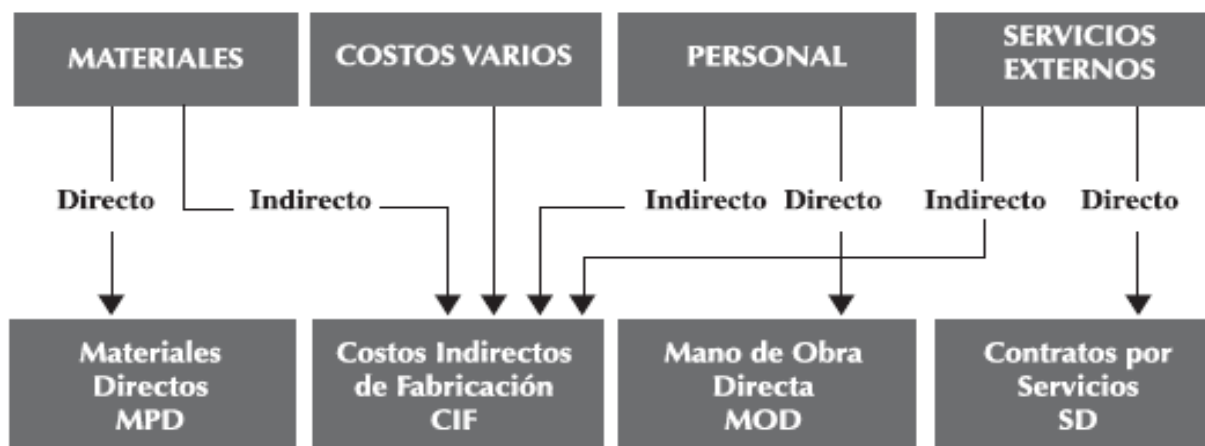 MATERIALES
COSTOS VARIOS
PERSONAL
SERVICIOS
EXTERNOS
Directo
Indirecto
Indirecto
Directo
Indirecto
Directo
Materiales
Directos
MPD
Costos Indirectos
de Fabricación
CIF
Mano de Obra
Directa
MOD
Contratos por
Servicios
SD